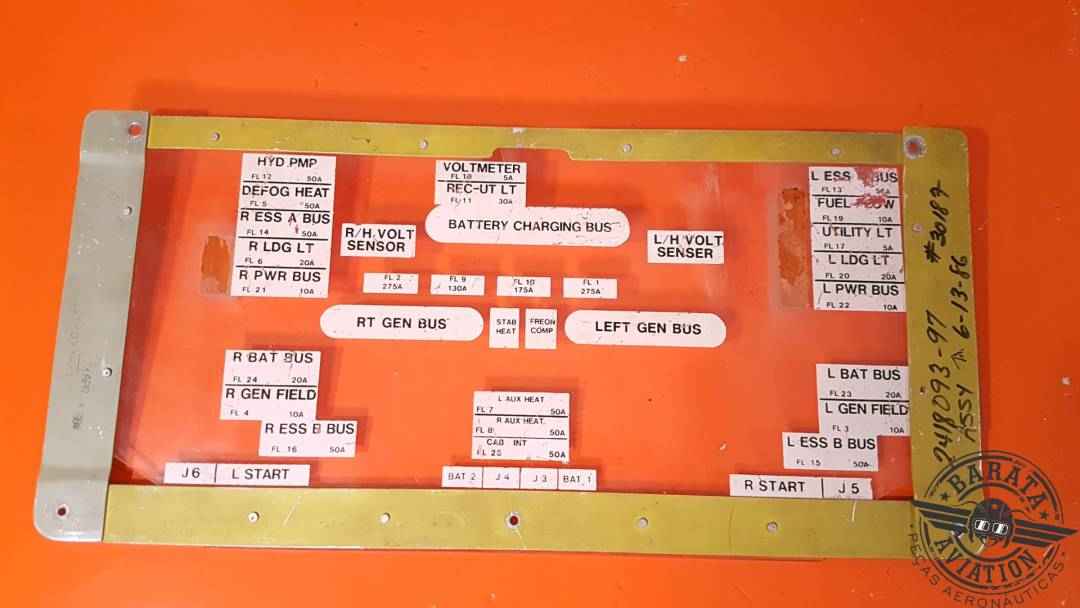 HYD PMP
FL 12 50A
DEFOG HEAT
FL 5 50A
R ESS A BUS
FL 14 50A
R LDG LT
FL 6 20A
R PWR BUS
FL 21 10A
R/H VOLT
SENSOR
VOLTMETER
FL 18 5A
REC-UT LT
FL 11 30A
BATTERY CHARGING BUS
L/H VOLT
SENSER
L ESS BUS
FL 13
FUEL
FL 19 10A
UTILITY LT
FL 17 5A
L LDG LT
FL 20 20A
L PWR BUS
FL 22 10A
FL 2
275A
FL 9
130A
FL 10
175A
FL 1
275A
RT GEN BUS
STAB
HEAT
FREON
COMP
LEFT GEN BUS
R BAT BUS
FL 24 20A
R GEN FIELD
FL 4 10A
R ESS B BUS
FL 16 50A
L AUX HEAT
FL 7 50A
R AUX HEAT
FL 8 50A
CAB INT
FL 25 50A
L BAT BUS
FL 23 20A
L GEN FIELD
FL 3 10A
L ESS B BUS
FL 15 50A
J 6 L START
BAT 2 J 4 J 3 BAT 1
R START J 5
2418093-97 #30187
ASSY 6-13-86
BARATA
AVIATION
PEÇAS AERONAUTICAS